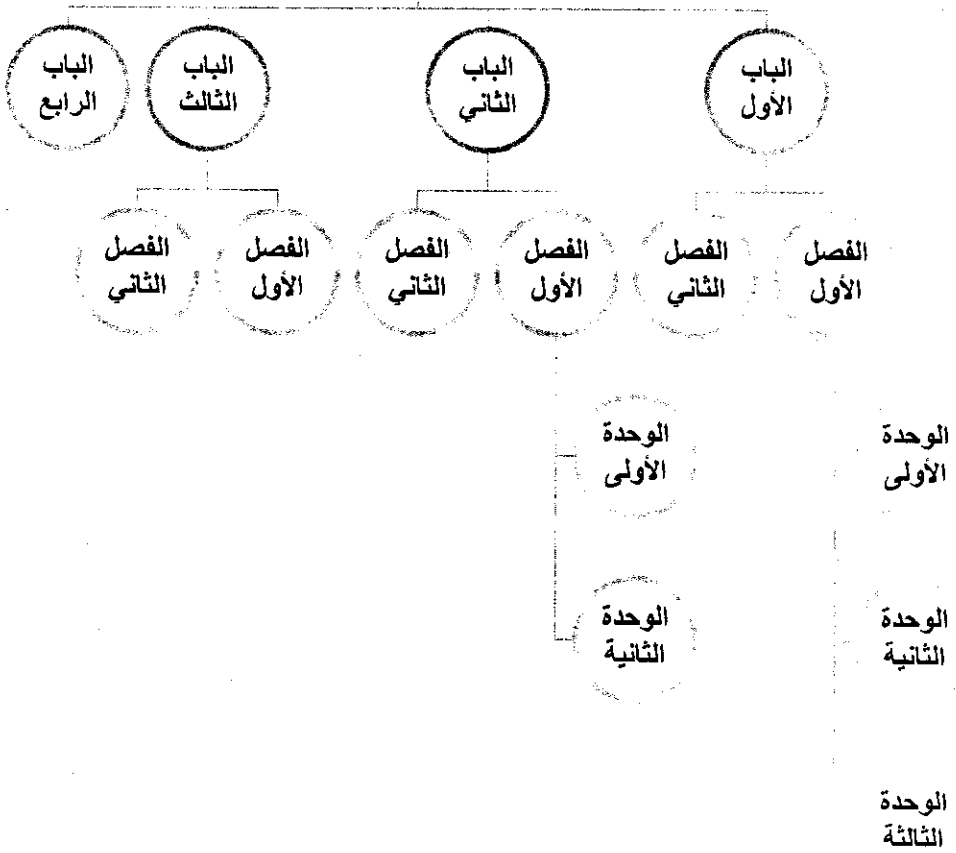 الباب
الأول
الباب
الثاني
الباب
الثالث
الباب
الرابع
الفصل
الأول
الفصل
الثاني
الفصل
الأول
الفصل
الثاني
الفصل
الأول
الفصل
الثاني
الوحدة
الأولى
الوحدة
الأولى
الوحدة
الثانية
الوحدة
الثانية
الوحدة
الثالثة